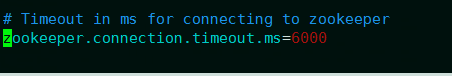 # Timeout in ms for connecting to zookeeper
zookeeper.connection.timeout.ms=6000